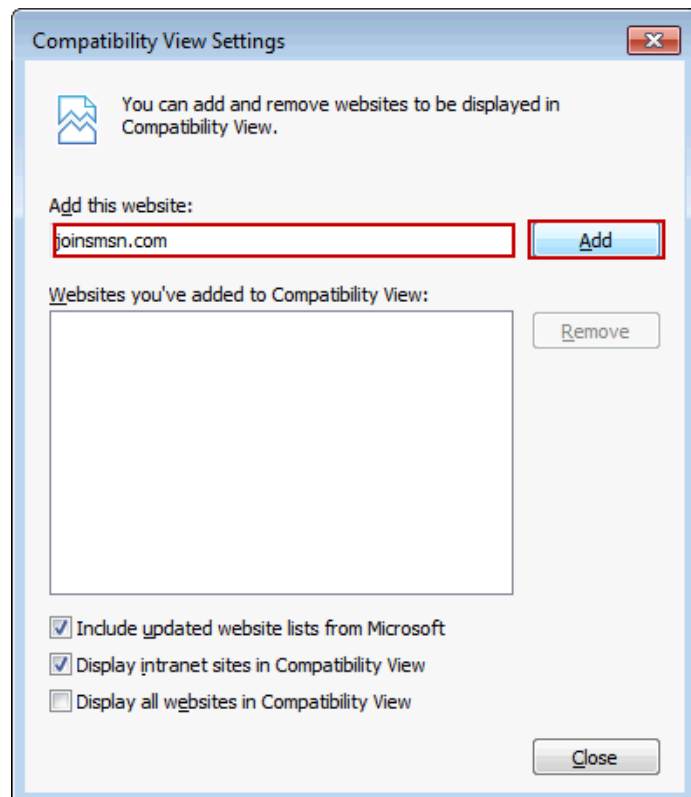 Compatibility View Settings
You can add and remove websites to be displayed in
Compatibility View.
Add this website:
joinsmsn.com
Add
Websites you've added to Compatibility View:
Remove
Include updated website lists from Microsoft
Display intranet sites in Compatibility View
Display all websites in Compatibility View
Close